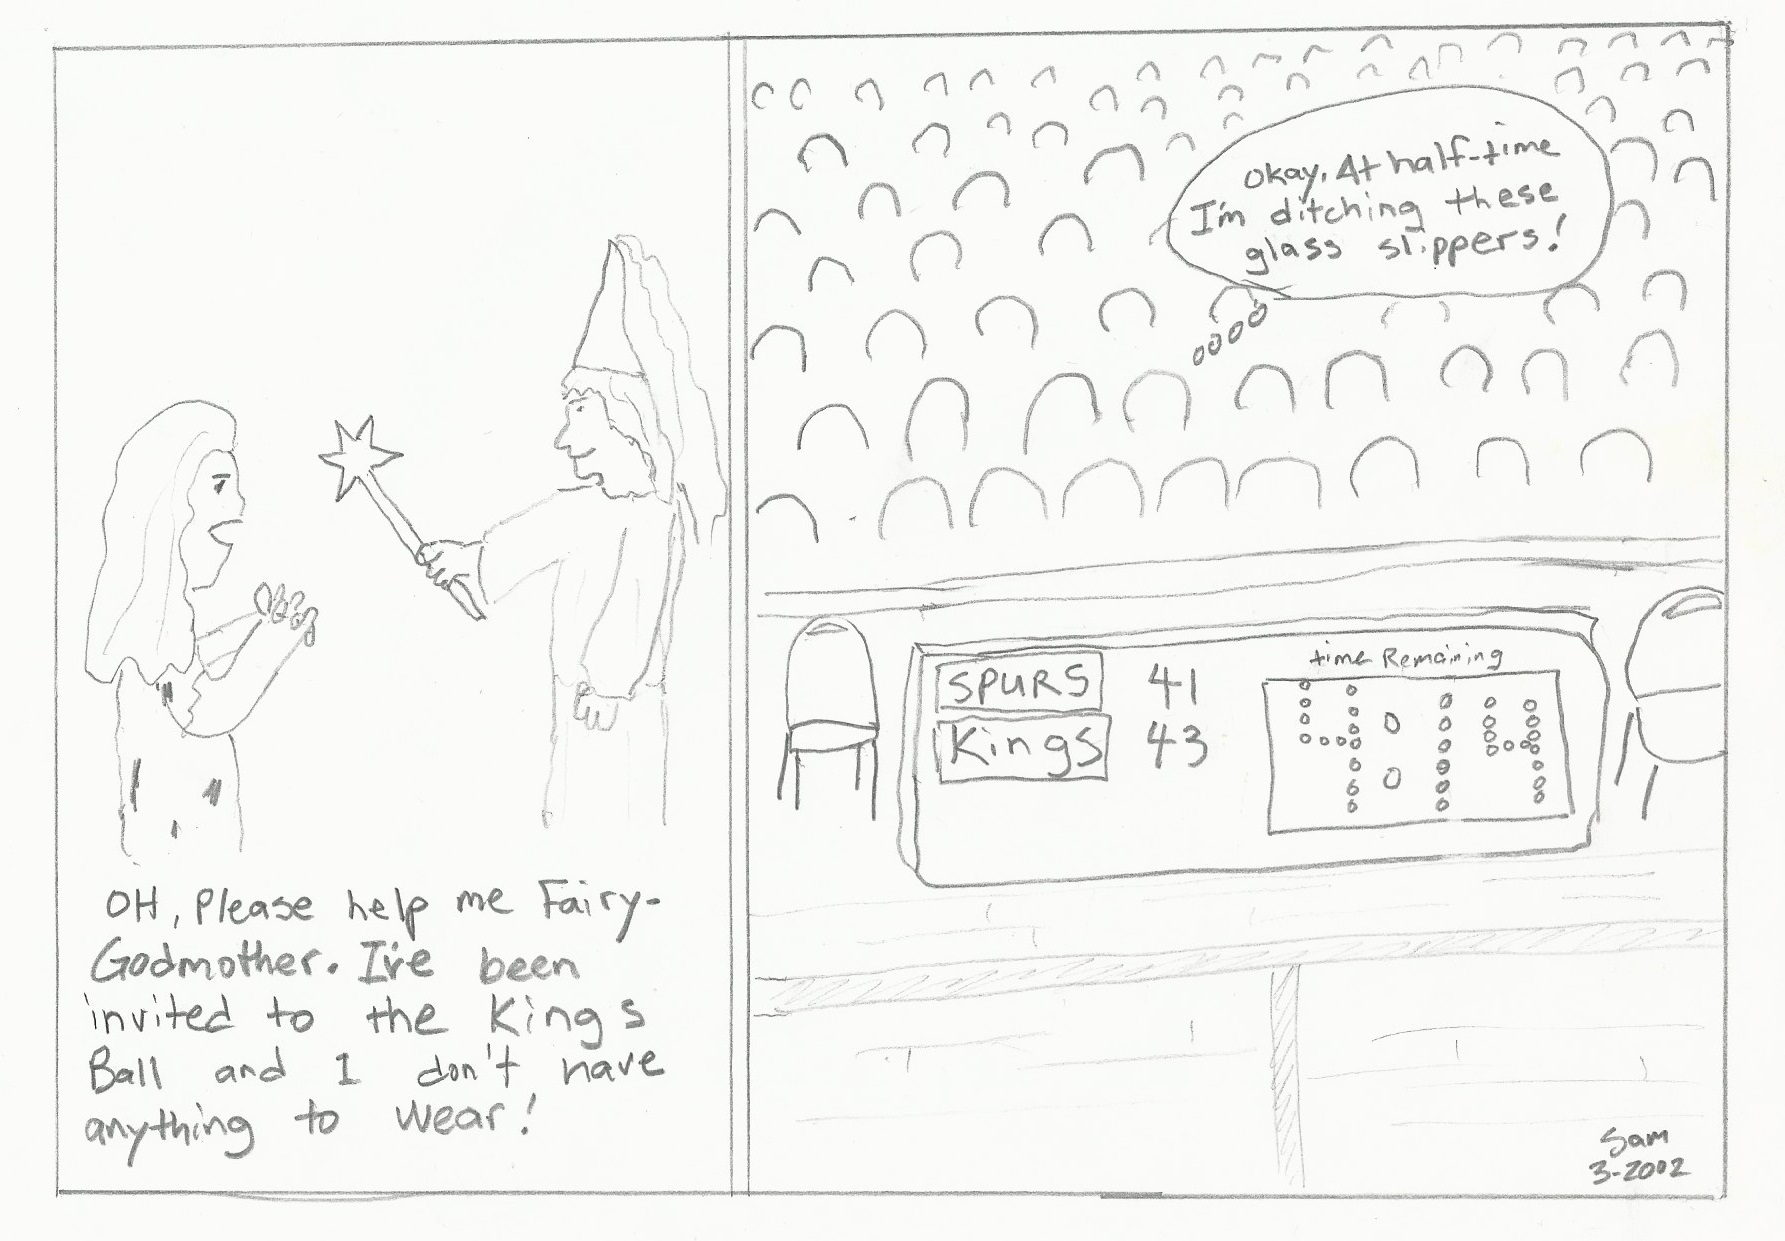 OH, Please help me Fairy-
Godmother. I've been
invited to the Kings
Ball and I don't have
anything to wear!
Okay, At half-time
I'm ditching these
glass slippers!
SPURS 41
Kings 43
time Remaining
4:14
Sam
3-2002